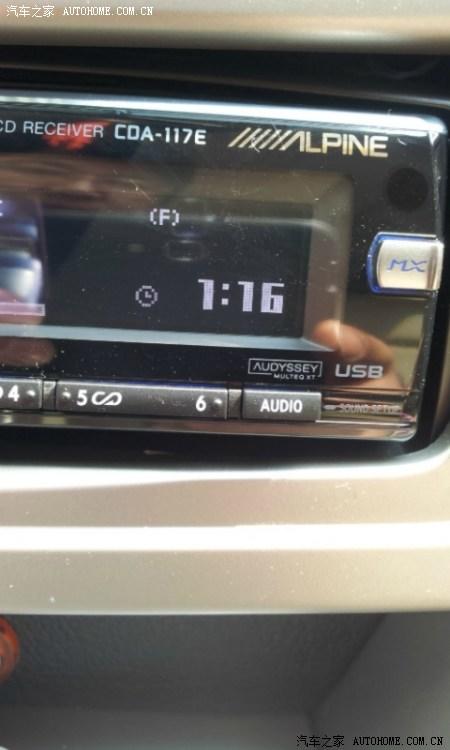 汽车之家 AUTOHOME.COM.CN
CD RECEIVER CDA-117E ALPINE
(F)
MX
1:16
AUDYSSEY
MULTEQ XT
USB
4 5 6 AUDIO
SOUND SETUP
汽车之家 AUTOHOME.COM.CN